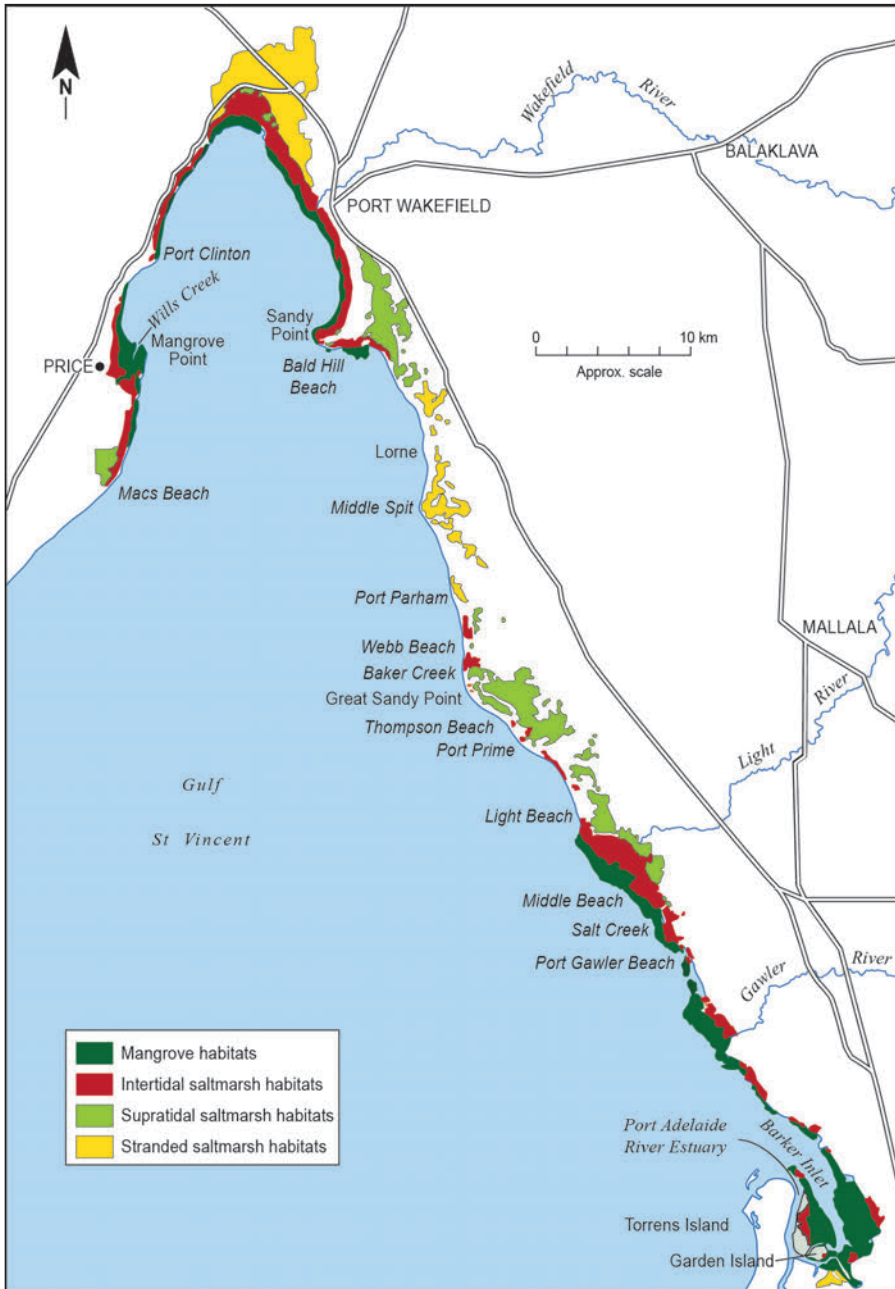 N
Wakefield
River
BALAKLAVA
PORT WAKEFIELD
Port Clinton
Wills Creek
Mangrove
Point
PRICE
Sandy
Point
Bald Hill
Beach
0 10 km
Approx. scale
Macs Beach
Lorne
Middle Spit
Port Parham
Webb Beach
Baker Creek
Great Sandy Point
Thompson Beach
Port Prime
MALLALA
Light
River
Gulf
St Vincent
Light Beach
Middle Beach
Salt Creek
Port Gawler Beach
Gawler
River
Mangrove habitats
Intertidal saltmarsh habitats
Supratidal saltmarsh habitats
Stranded saltmarsh habitats
Port Adelaide
River Estuary
Barker Inlet
Torrens Island
Garden Island